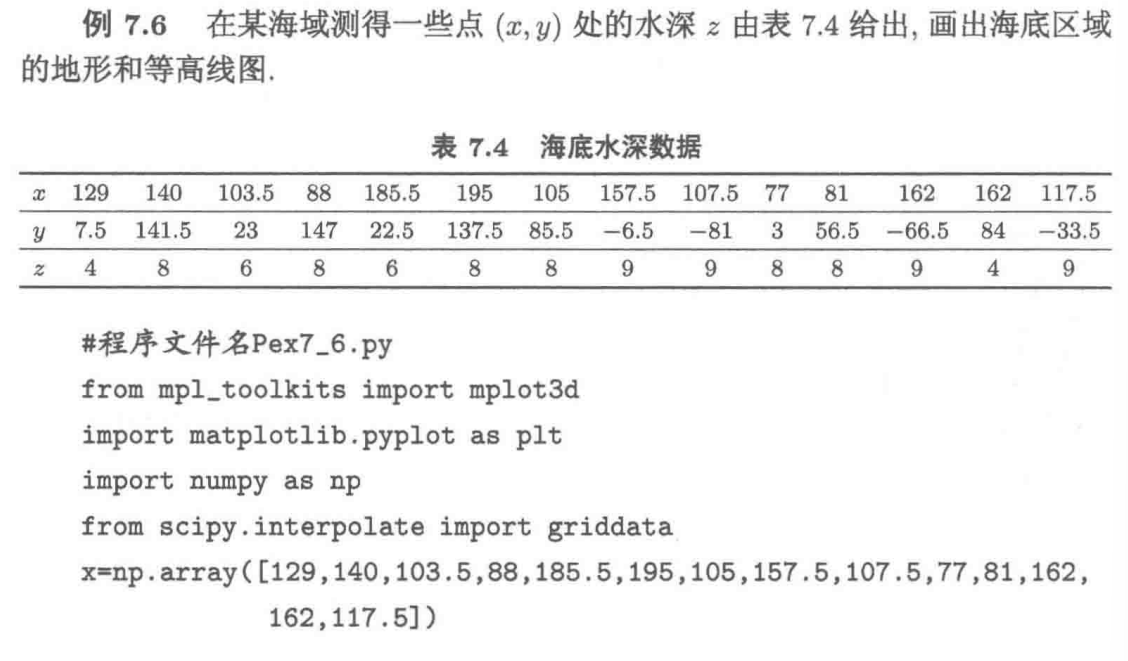 例 7.6 在某海域测得一些点 (x, y) 处的水深 z 由表 7.4 给出, 画出海底区域
的地形和等高线图.
表 7.4 海底水深数据
x 129 140 103.5 88 185.5 195 105 157.5 107.5 77 81 162 162 117.5
y 7.5 141.5 23 147 22.5 137.5 85.5 −6.5 −81 3 56.5 −66.5 84 −33.5
z 4 8 6 8 6 8 8 9 9 8 8 9 4 9
#程序文件名Pex7_6.py
from mpl_toolkits import mplot3d
import matplotlib.pyplot as plt
import numpy as np
from scipy.interpolate import griddata
x=np.array([129,140,103.5,88,185.5,195,105,157.5,107.5,77,81,162,
162,117.5])